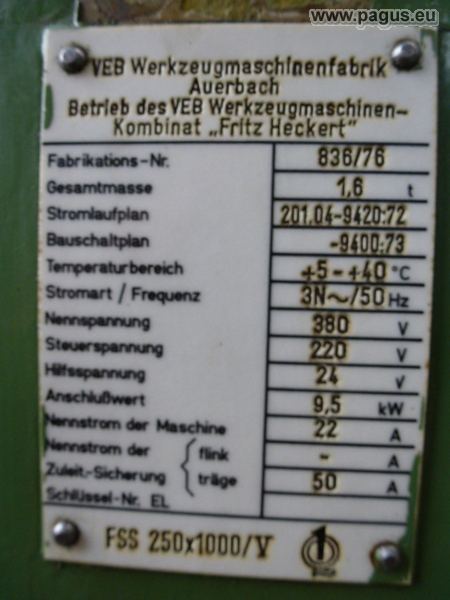 www.pagus.eu
VEB Werkzeugmaschinenfabrik
Auerbach
Betrieb des VEB Werkzeugmaschinen-
Kombinat „Fritz Heckert"
Fabrikations-Nr. 836/76
Gesamtmasse 1,6 t
Stromlaufplan 201.04-9420:72
Bauschaltplan -9400:73
Temperaturbereich +5-+40 °C
Stromart / Frequenz 3N~/50 Hz
Nennspannung 380 V
Steuerspannung 220 V
Hilfsspannung 24 V
Anschlußwert 9,5 kW
Nennstrom der Maschine 22 A
Nennstrom der flink - A
Zuleit.-Sicherung träge 50 A
Schlüssel-Nr. EL
FSS 250x1000/V 1